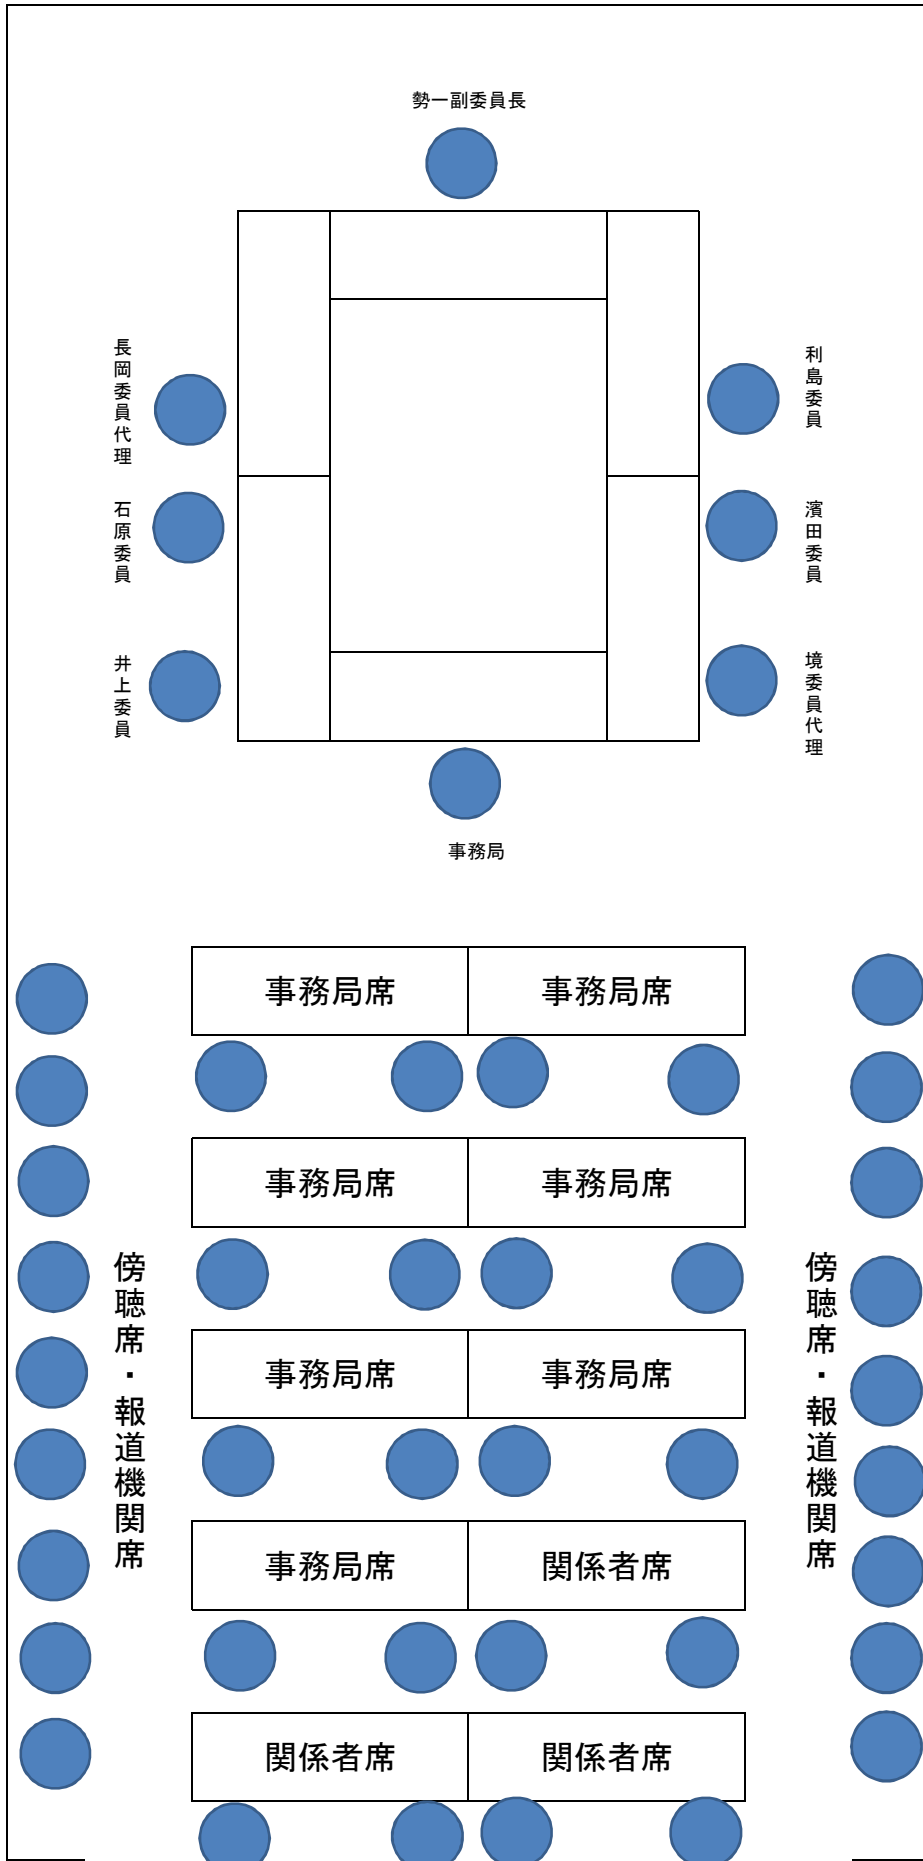 勢一副委員長
長岡委員代理
利島委員
石原委員
濱田委員
井上委員
境委員代理
事務局
事務局席
事務局席
事務局席
事務局席
傍聴席・報道機関席
傍聴席・報道機関席
事務局席
事務局席
事務局席
関係者席
関係者席
関係者席